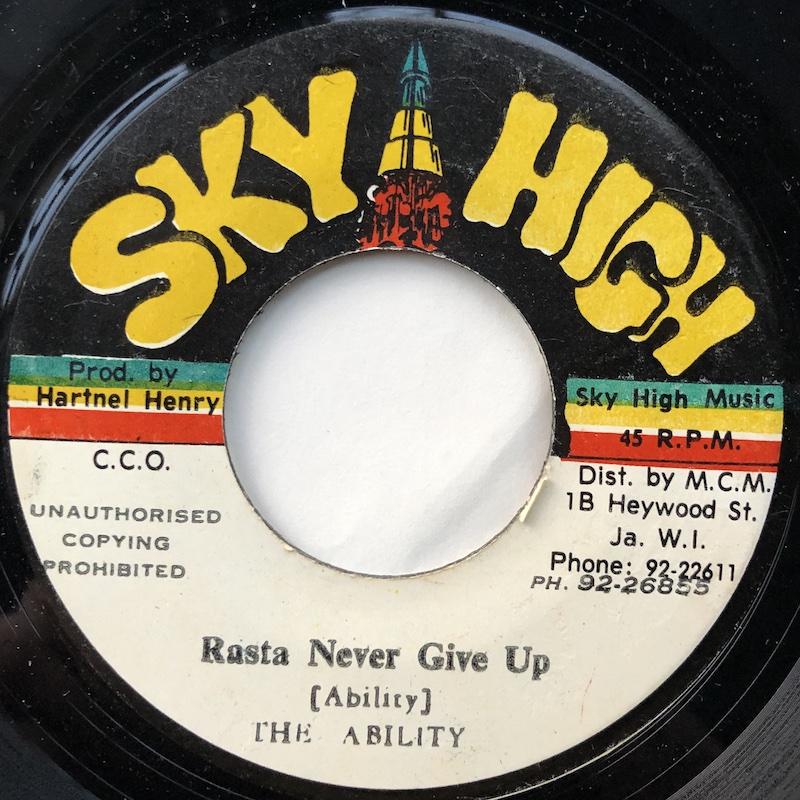 SKY HIGH
Prod. by
Hartnel Henry
C.C.O.
UNAUTHORISED
COPYING
PROHIBITED
Sky High Music
45 R.P.M.
Dist. by M.C.M.
1B Heywood St.
Ja. W.I.
Phone: 92-22611
PH. 92-26855
Rasta Never Give Up
[Ability]
THE ABILITY